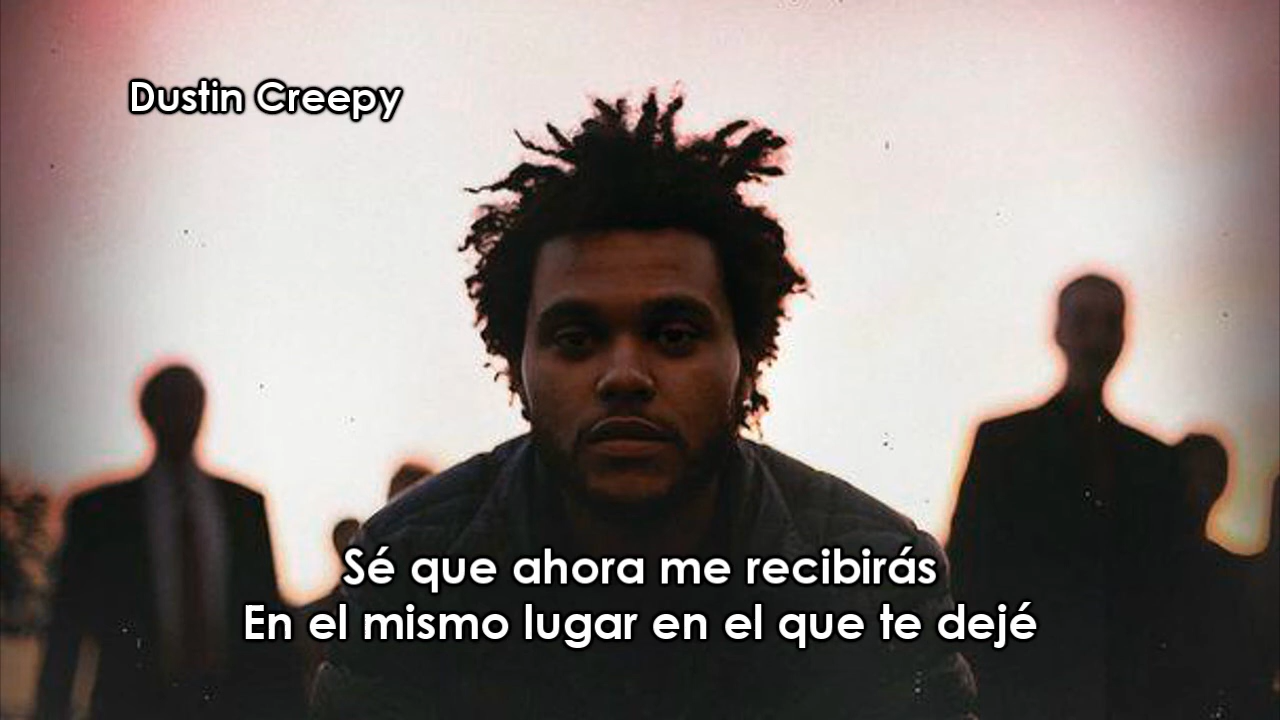 Dustin Creepy
Sé que ahora me recibirás
En el mismo lugar en el que te dejé